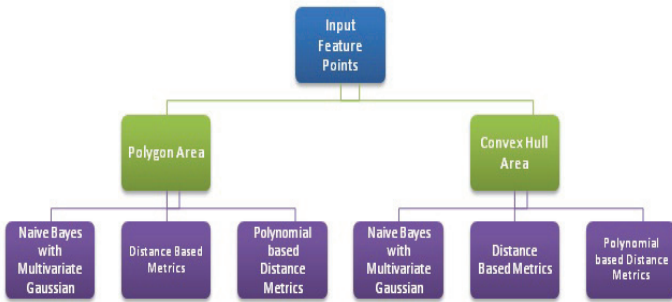 Input
Feature
Points
Polygon Area
Convex Hull
Area
Naive Bayes
with
Multivariate
Gaussian
Distance Based
Metrics
Polynomial
based
Distance
Metrics
Naive Bayes
with
Multivariate
Gaussian
Distance
Based Metrics
Polynomial
based Distance
Metrics